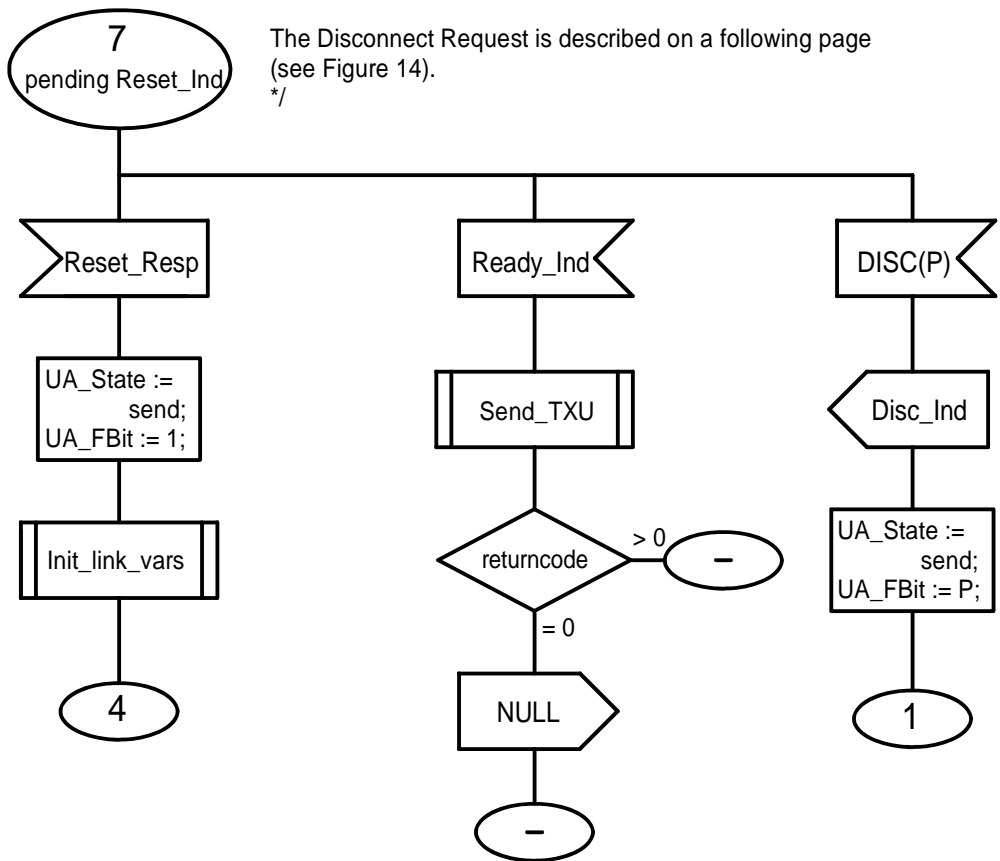 7
pending Reset_Ind
The Disconnect Request is described on a following page
(see Figure 14).
*/
Reset_Resp
UA_State :=
send;
UA_FBit := 1;
Init_link_vars
4
Ready_Ind
Send_TXU
returncode
> 0
–
= 0
NULL
–
DISC(P)
Disc_Ind
UA_State :=
send;
UA_FBit := P;
1